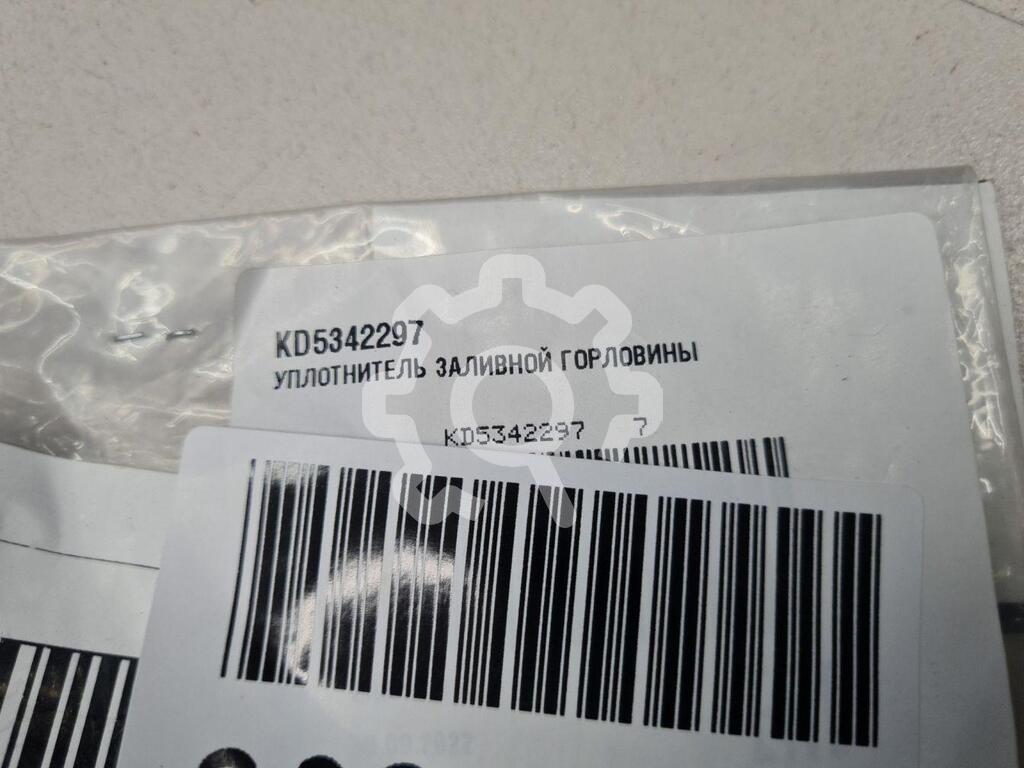 KD5342297
УПЛОТНИТЕЛЬ ЗАЛИВНОЙ ГОРЛОВИНЫ
KD5342297 7